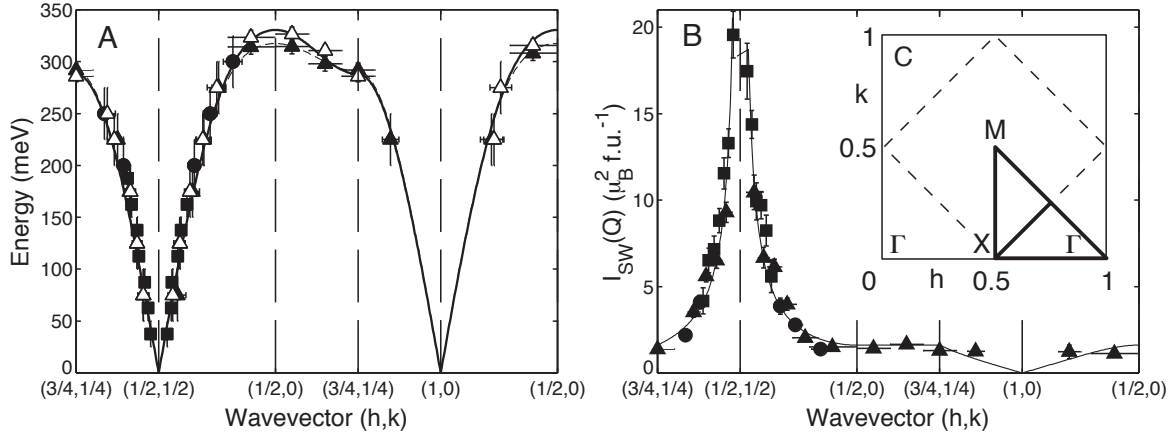 A
Energy (meV)
350
300
250
200
150
100
50
0
(3/4,1/4) (1/2,1/2) (1/2,0) (3/4,1/4) (1,0) (1/2,0)
Wavevector (h,k)
B
I_SW(Q) (μ_B^2 f.u.^-1)
20
15
10
5
0
(3/4,1/4) (1/2,1/2) (1/2,0) (3/4,1/4) (1,0) (1/2,0)
Wavevector (h,k)
C
1
k
0.5
M
Γ X Γ
0 h 0.5 1